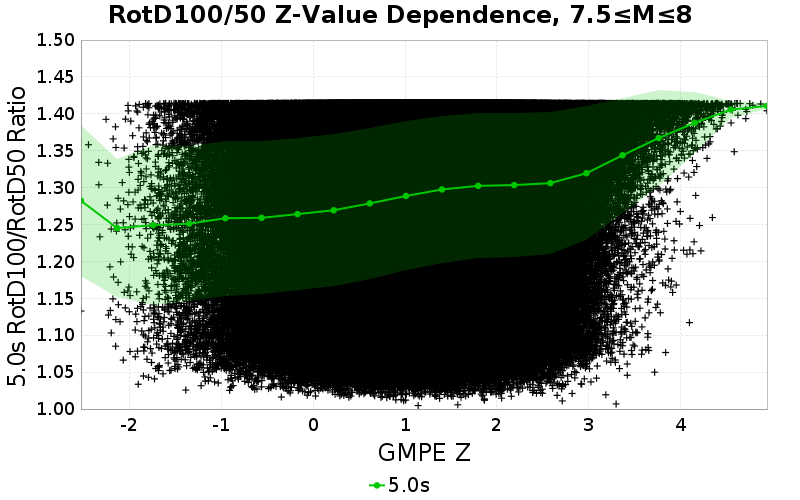 RotD100/50 Z-Value Dependence, 7.5≤M≤8
1.50
1.45
1.40
1.35
1.30
1.25
1.20
1.15
1.10
1.05
1.00
5.0s RotD100/RotD50 Ratio
-2 -1 0 1 2 3 4
GMPE Z
5.0s